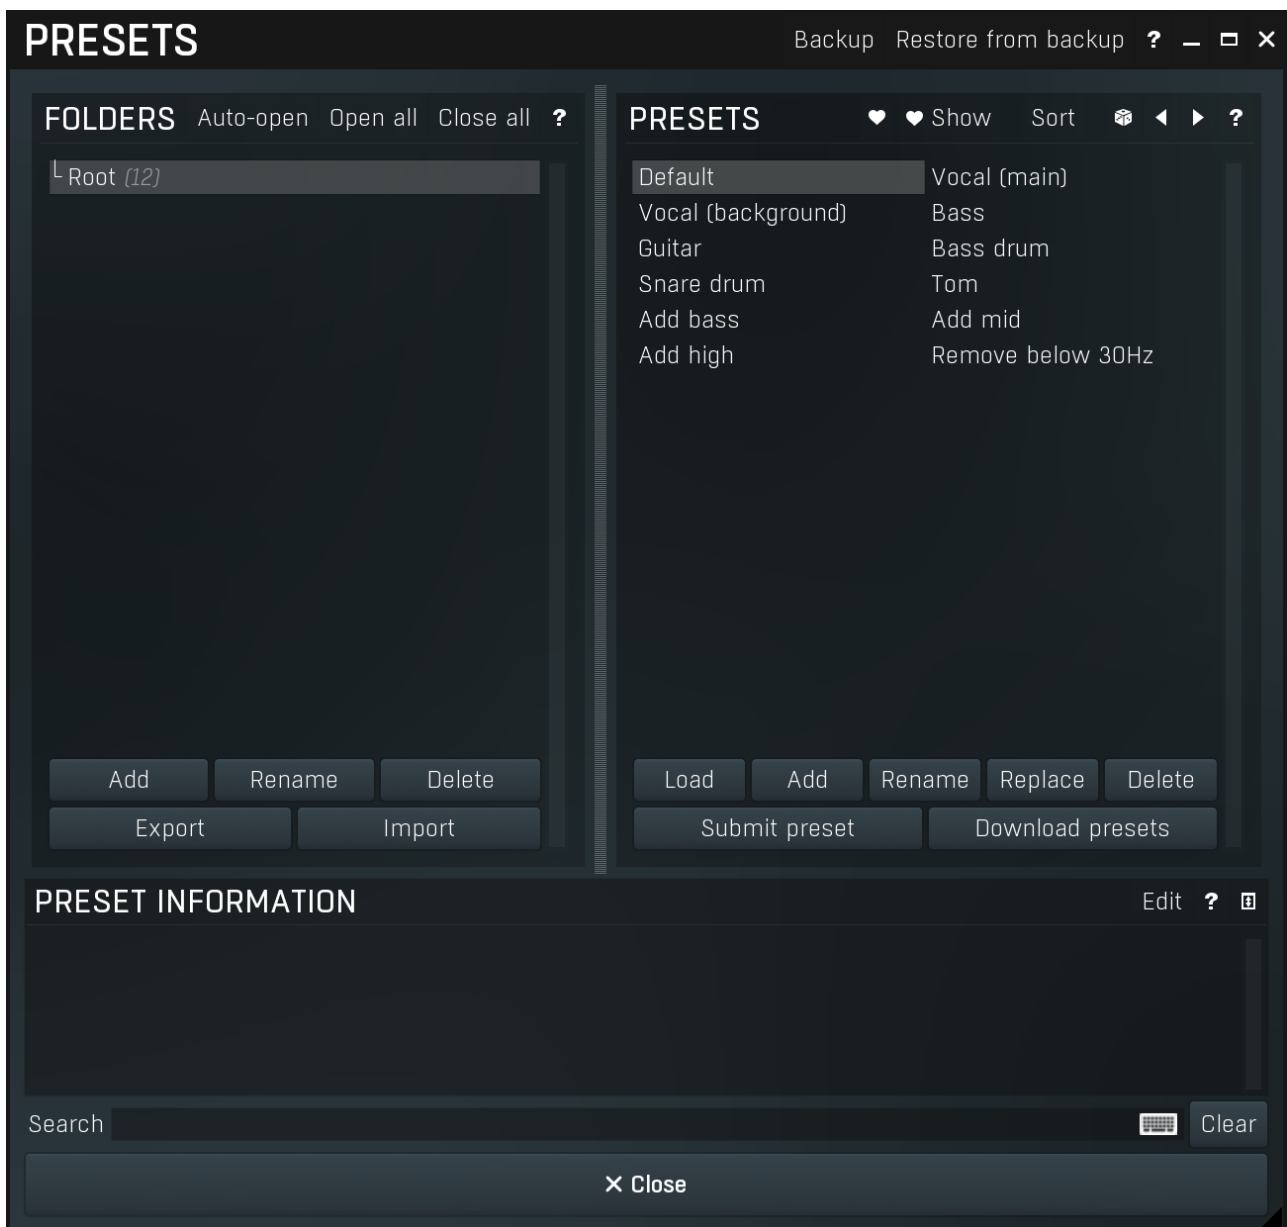 PRESETS Backup Restore from backup ?
FOLDERS Auto-open Open all Close all ?
Root (12)
Add Rename Delete
Export Import
PRESETS Show Sort ?
Default Vocal (main)
Vocal (background) Bass
Guitar Bass drum
Snare drum Tom
Add bass Add mid
Add high Remove below 30Hz
Load Add Rename Replace Delete
Submit preset Download presets
PRESET INFORMATION Edit ?
Search Clear
Close